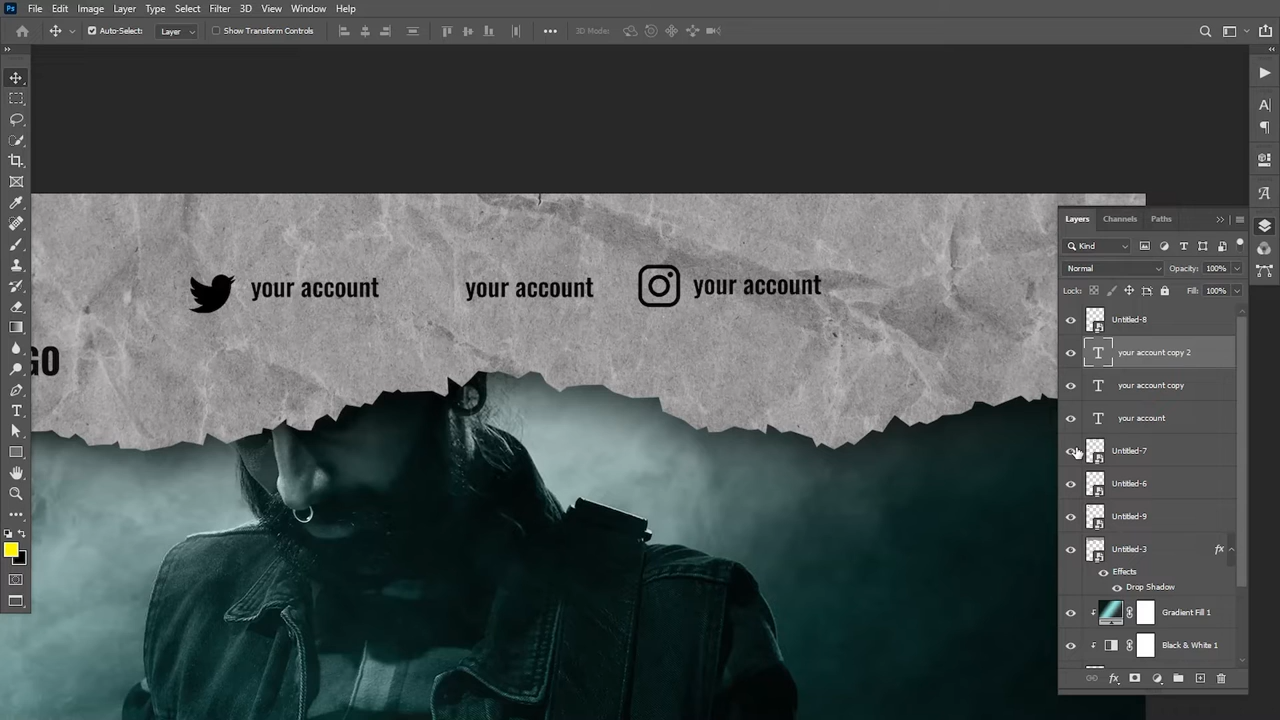 Ps File Edit Image Layer Type Select Filter 3D View Window Help
Auto-Select: Layer Show Transform Controls 3D Mode:
your account your account your account
GO
Layers Channels Paths
Kind
Normal Opacity: 100%
Lock: Fill: 100%
Untitled-8
your account copy 2
your account copy
your account
Untitled-7
Untitled-6
Untitled-9
Untitled-3 fx
Effects
Drop Shadow
Gradient Fill 1
Black & White 1
fx